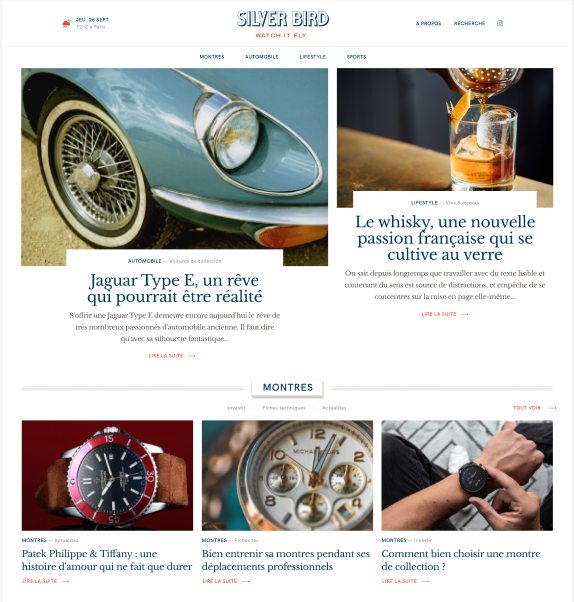 JEU. 26 SEPT.
12°C à Paris
SILVER BIRD
WATCH IT FLY
À PROPOS
RECHERCHE
MONTRES
AUTOMOBILE
LIFESTYLE
SPORTS
AUTOMOBILE — Voitures de collection
Jaguar Type E, un rêve
qui pourrait être réalité
S'offrir une Jaguar Type E demeure encore aujourd'hui le rêve de
très nombreux passionnés d'automobile ancienne. Il faut dire
qu'avec sa silhouette fantastique...
LIRE LA SUITE
LIFESTYLE — Vins & alcools
Le whisky, une nouvelle
passion française qui se
cultive au verre
On sait depuis longtemps que travailler avec du texte lisible et
contenant du sens est source de distractions, et empêche de se
concentrer sur la mise en page elle-même...
LIRE LA SUITE
MONTRES
Investir
Fiches techniques
Actualités
TOUT VOIR
MONTRES — Actualités
Patek Philippe & Tiffany : une
histoire d'amour qui ne fait que durer
LIRE LA SUITE
MONTRES — Fiches tec
Bien entrenir sa montres pendant ses
déplacements professionnels
LIRE LA SUITE
MONTRES — Investir
Comment bien choisir une montre
de collection ?
LIRE LA SUITE